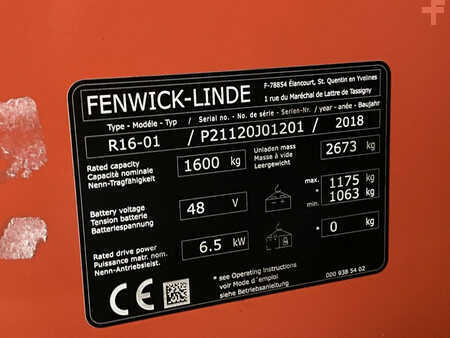 FENWICK-LINDE
F-78854 Élancourt, St. Quentin en Yvelines
1 rue du Maréchal de Lattre de Tassigny
Type - Modéle - Typ / Serial no. - No. de série - Serien-Nr. / year - anée - Baujahr
R16-01 / P21120J01201 / 2018
Rated capacity
Capacité nominale
Nenn-Tragfähigkeit
1600 kg
Unladen mass
Masse à vide
Leergewicht
2673 kg
Battery voltage
Tension batterie
Batteriespannung
48 V
max. 1175 kg
* min. 1063 kg
Rated drive power
Puissance motr. nom.
Nenn-Antriebsleist.
6.5 kW
* 0 kg
CE
* see Operating Instructions
voir Mode d'emploi
siehe Betriebsanleitung
000 938 54 02